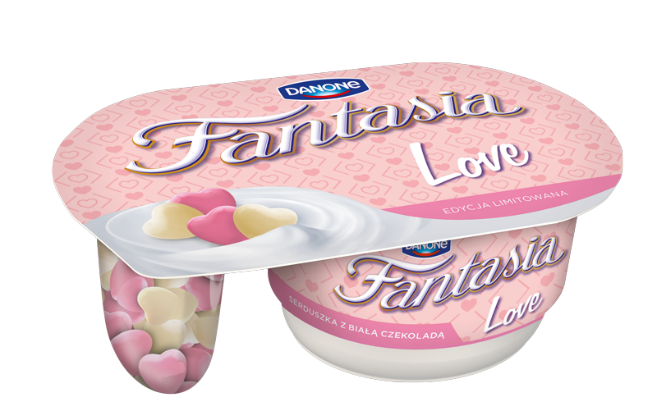 DANONE
Fantasia
Love
EDYCJA LIMITOWANA
DANONE
Fantasia
Love
SERDUSZKA Z BIAŁĄ CZEKOLADĄ